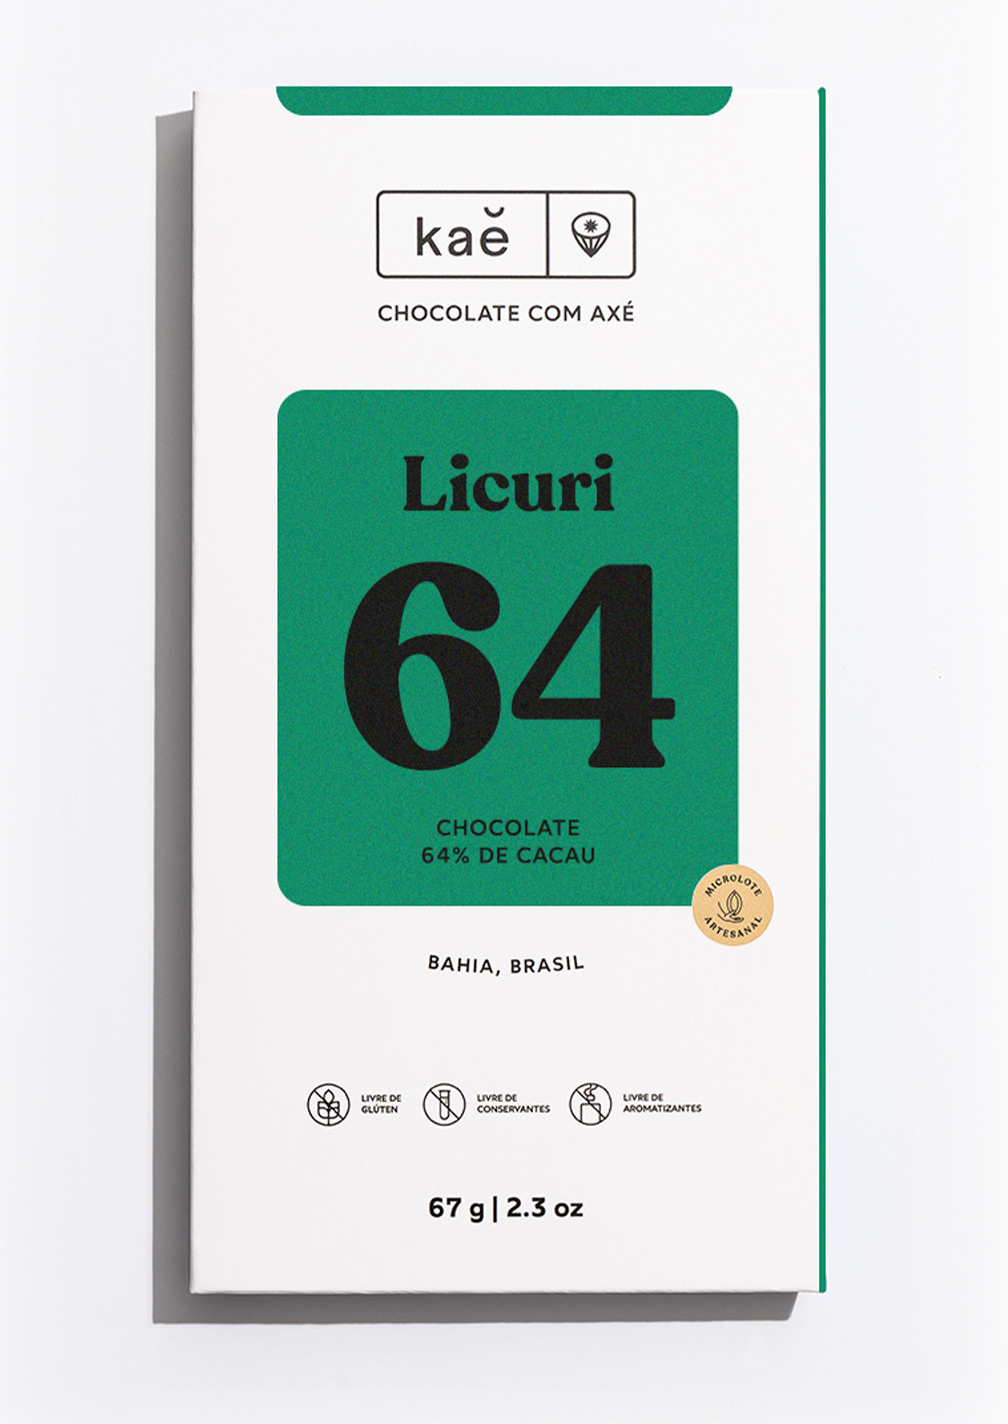 kaĕ
CHOCOLATE COM AXÉ
Licuri
64
CHOCOLATE
64% DE CACAU
MICROLOTE
ARTESANAL
BAHIA, BRASIL
LIVRE DE
GLÚTEN
LIVRE DE
CONSERVANTES
LIVRE DE
AROMATIZANTES
67 g | 2.3 oz